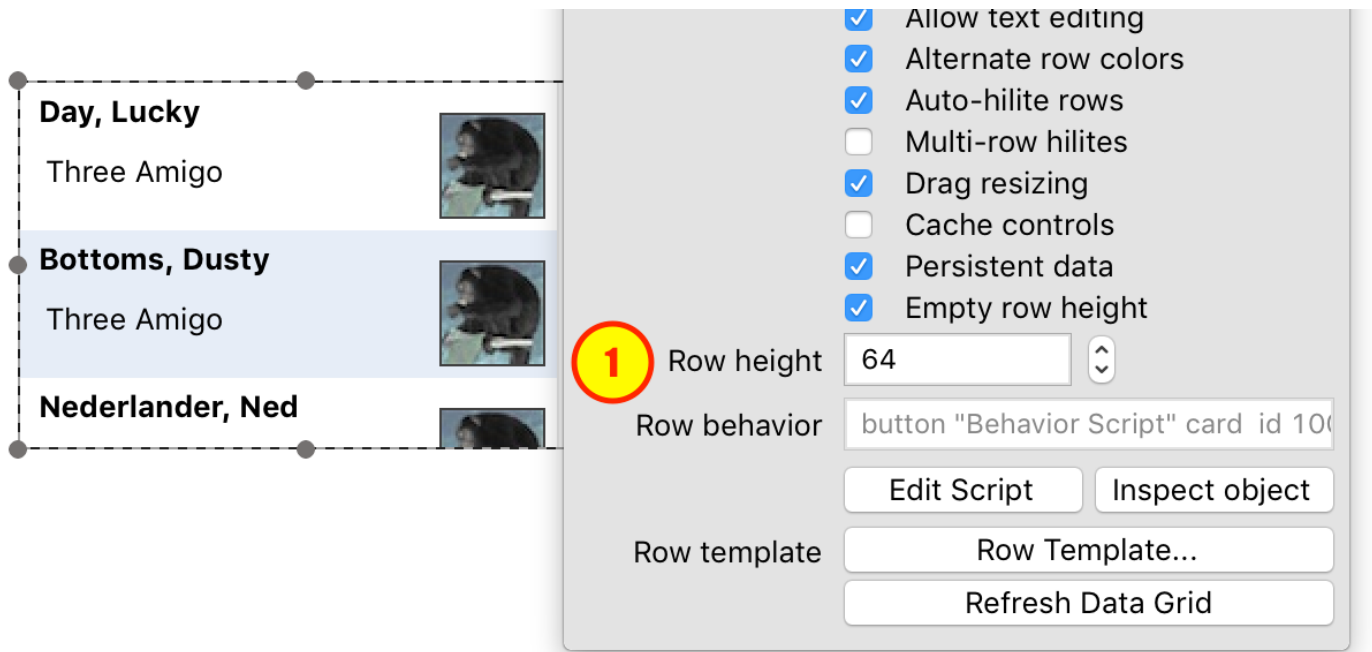 Day, Lucky
Three Amigo
Bottoms, Dusty
Three Amigo
Nederlander, Ned
Allow text editing
Alternate row colors
Auto-hilite rows
Multi-row hilites
Drag resizing
Cache controls
Persistent data
Empty row height
1 Row height 64
Row behavior button "Behavior Script" card id 100
Edit Script Inspect object
Row template Row Template...
Refresh Data Grid